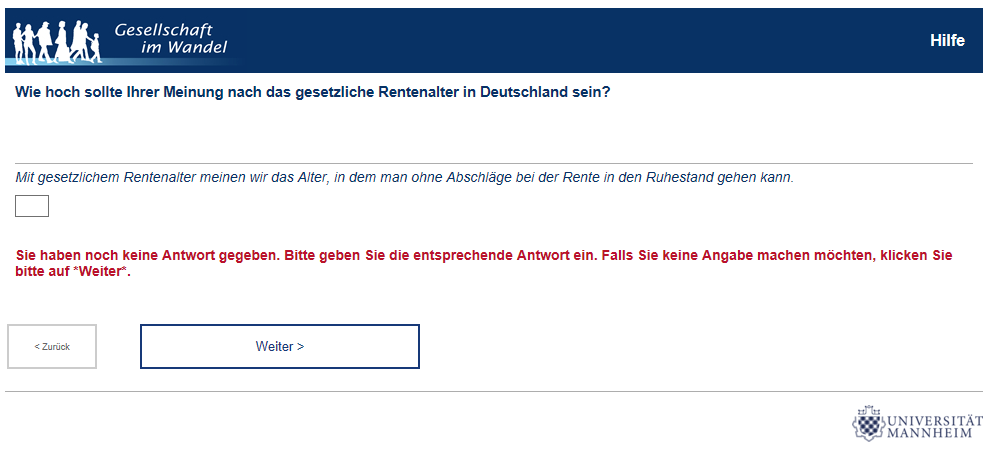 Gesellschaft
im Wandel
Hilfe
Wie hoch sollte Ihrer Meinung nach das gesetzliche Rentenalter in Deutschland sein?
Mit gesetzlichem Rentenalter meinen wir das Alter, in dem man ohne Abschläge bei der Rente in den Ruhestand gehen kann.
Sie haben noch keine Antwort gegeben. Bitte geben Sie die entsprechende Antwort ein. Falls Sie keine Angabe machen möchten, klicken Sie
bitte auf *Weiter*.
< Zurück
Weiter >
UNIVERSITÄT
MANNHEIM